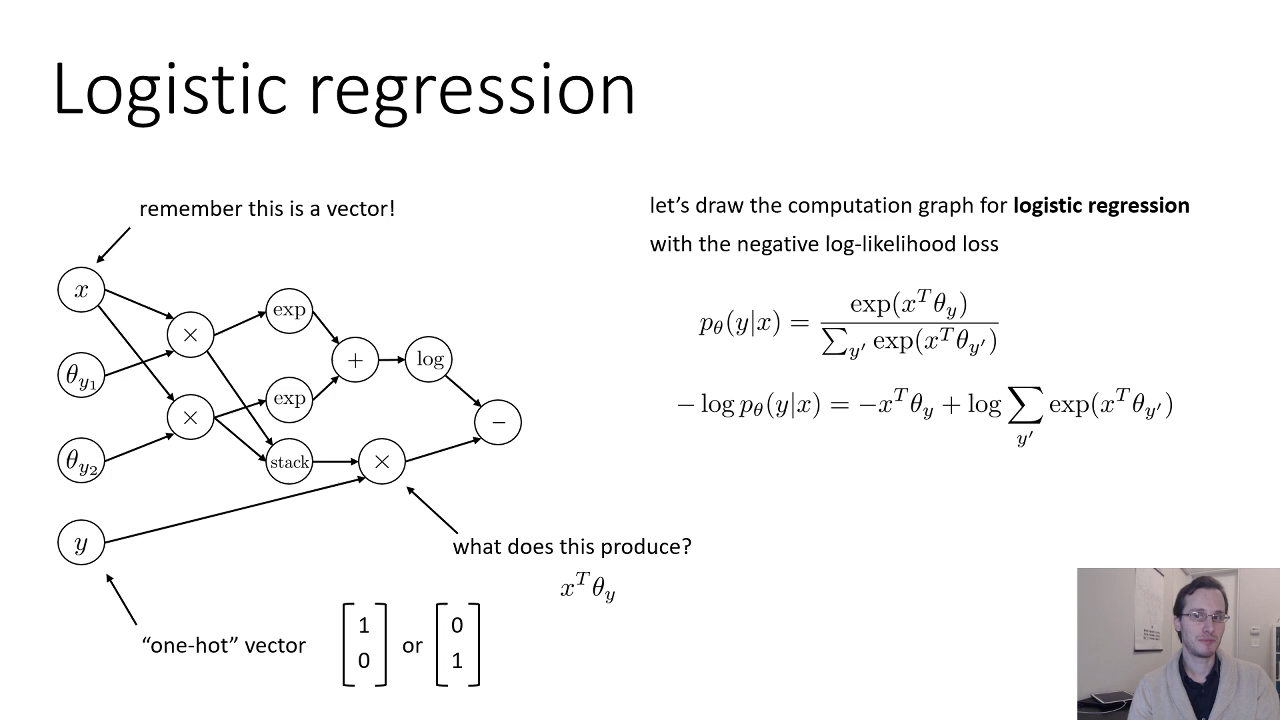 Logistic regression
remember this is a vector!
x
θ_{y_1}
θ_{y_2}
y
×
×
exp
exp
stack
+
×
log
−
what does this produce?
x^T θ_y
“one-hot” vector
[1 0] or [0 1]
let’s draw the computation graph for logistic regression
with the negative log-likelihood loss
p_θ(y|x) = exp(x^T θ_y) / ∑_{y'} exp(x^T θ_{y'})
− log p_θ(y|x) = −x^T θ_y + log ∑_{y'} exp(x^T θ_{y'})